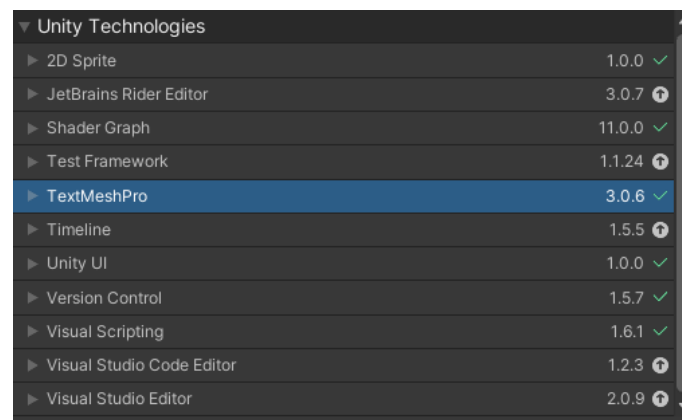 Unity Technologies
2D Sprite 1.0.0
JetBrains Rider Editor 3.0.7
Shader Graph 11.0.0
Test Framework 1.1.24
TextMeshPro 3.0.6
Timeline 1.5.5
Unity UI 1.0.0
Version Control 1.5.7
Visual Scripting 1.6.1
Visual Studio Code Editor 1.2.3
Visual Studio Editor 2.0.9